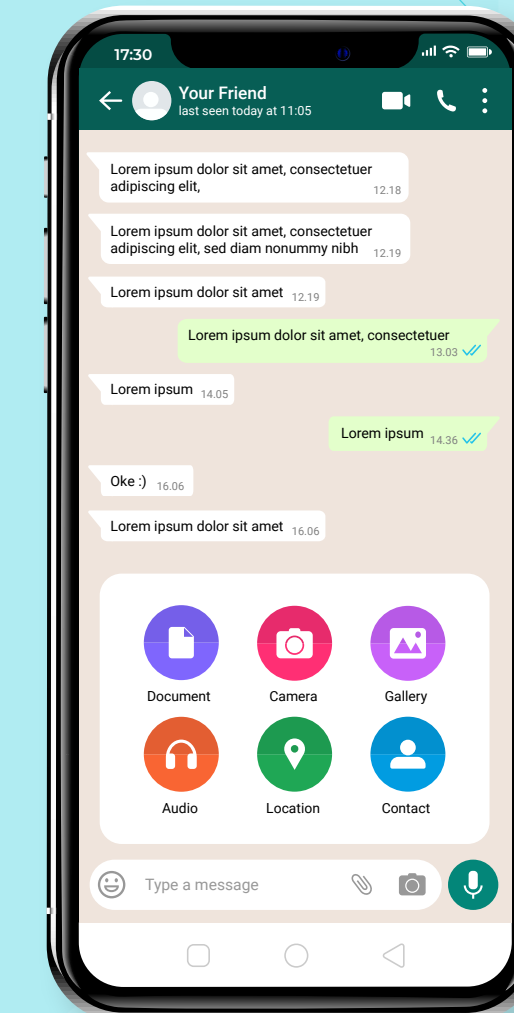 17:30
Your Friend
last seen today at 11:05
Lorem ipsum dolor sit amet, consectetuer
adipiscing elit,
12.18
Lorem ipsum dolor sit amet, consectetuer
adipiscing elit, sed diam nonummy nibh
12.19
Lorem ipsum dolor sit amet 12.19
Lorem ipsum dolor sit amet, consectetuer
13.03
Lorem ipsum 14.05
Lorem ipsum 14.36
Oke :) 16.06
Lorem ipsum dolor sit amet 16.06
Document Camera Gallery
Audio Location Contact
Type a message